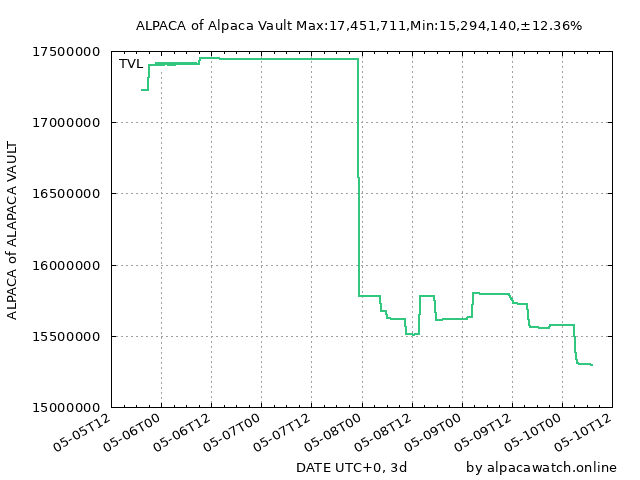 ALPACA of Alpaca Vault Max:17,451,711,Min:15,294,140,±12.36%
17500000
TVL
17000000
16500000
16000000
15500000
15000000
ALPACA of ALAPACA VAULT
05-05T12
05-06T00
05-06T12
05-07T00
05-07T12
05-08T00
05-08T12
05-09T00
05-09T12
05-10T00
05-10T12
DATE UTC+0, 3d
by alpacawatch.online